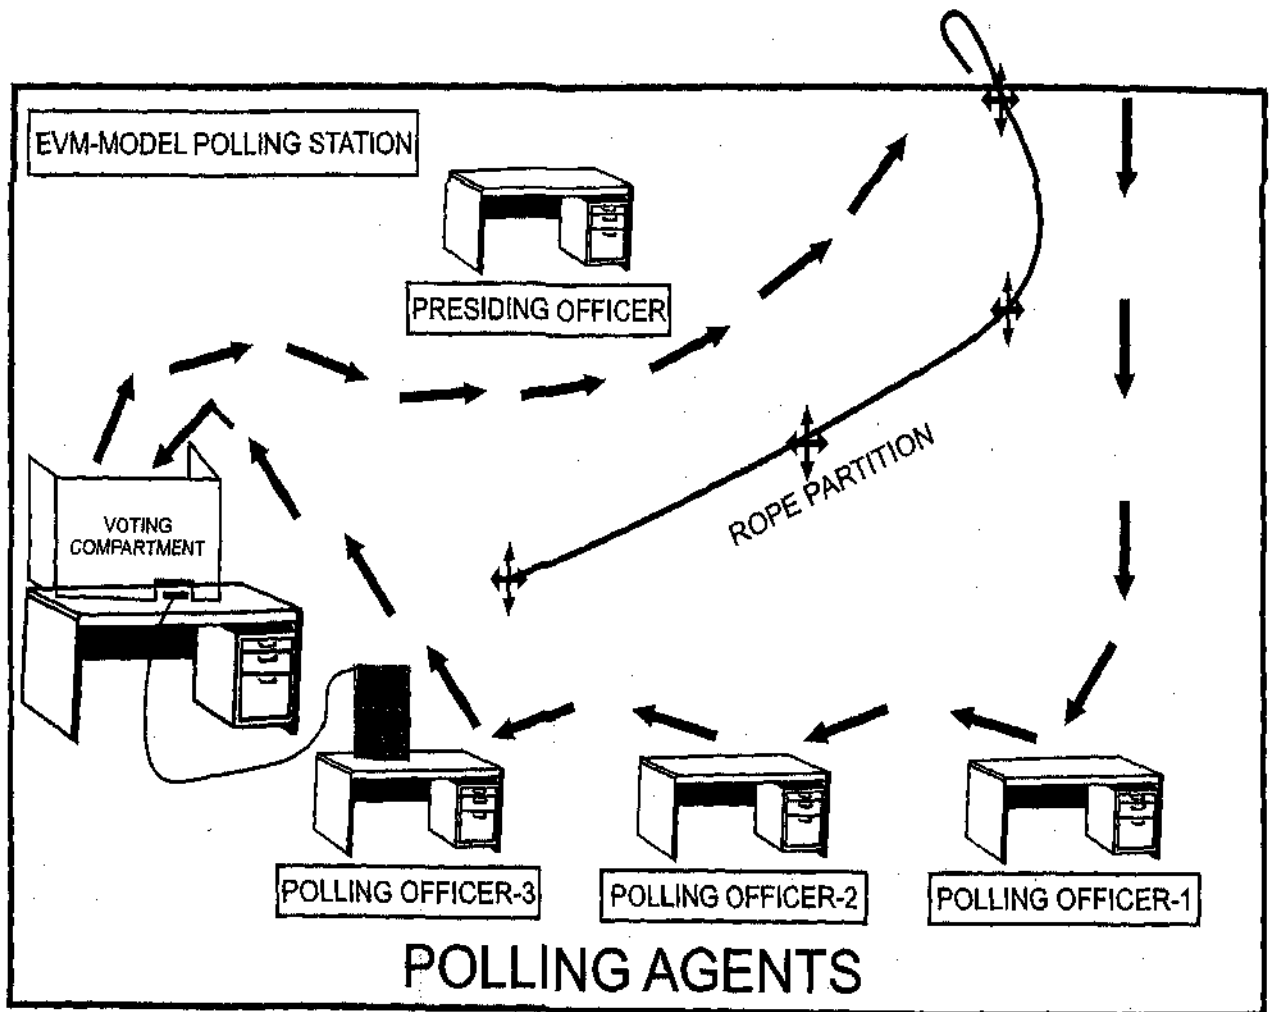 EVM-MODEL POLLING STATION
PRESIDING OFFICER
ROPE PARTITION
VOTING
COMPARTMENT
POLLING OFFICER-3
POLLING OFFICER-2
POLLING OFFICER-1
POLLING AGENTS